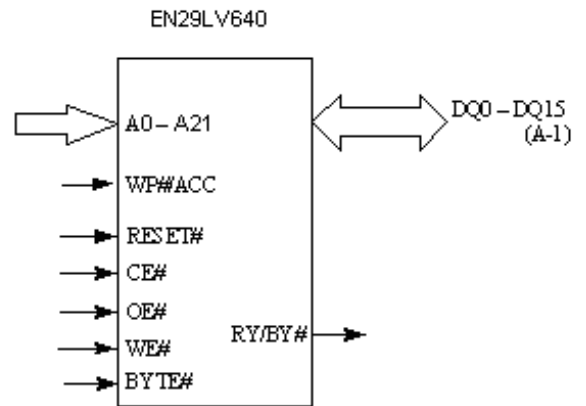 EN29LV640
A0 – A21
DQ0 – DQ15
(A-1)
WP#/ACC
RESET#
CE#
OE#
RY/BY#
WE#
BYTE#